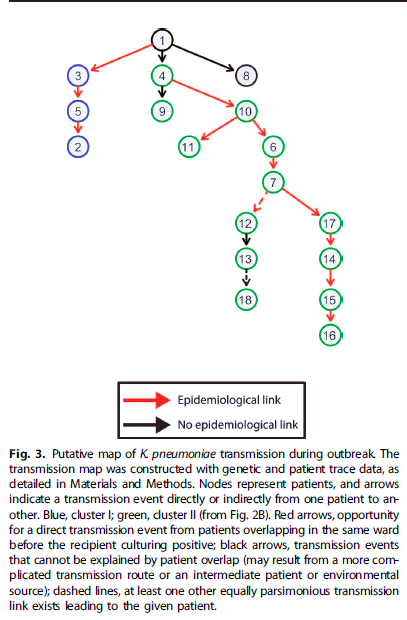 1
3
4
8
5
9
10
2
11
6
7
12
17
13
14
18
15
16
Epidemiological link
No epidemiological link
Fig. 3. Putative map of K. pneumoniae transmission during outbreak. The
transmission map was constructed with genetic and patient trace data, as
detailed in Materials and Methods. Nodes represent patients, and arrows
indicate a transmission event directly or indirectly from one patient to an-
other. Blue, cluster I; green, cluster II (from Fig. 2B). Red arrows, opportunity
for a direct transmission event from patients overlapping in the same ward
before the recipient culturing positive; black arrows, transmission events
that cannot be explained by patient overlap (may result from a more com-
plicated transmission route or an intermediate patient or environmental
source); dashed lines, at least one other equally parsimonious transmission
link exists leading to the given patient.